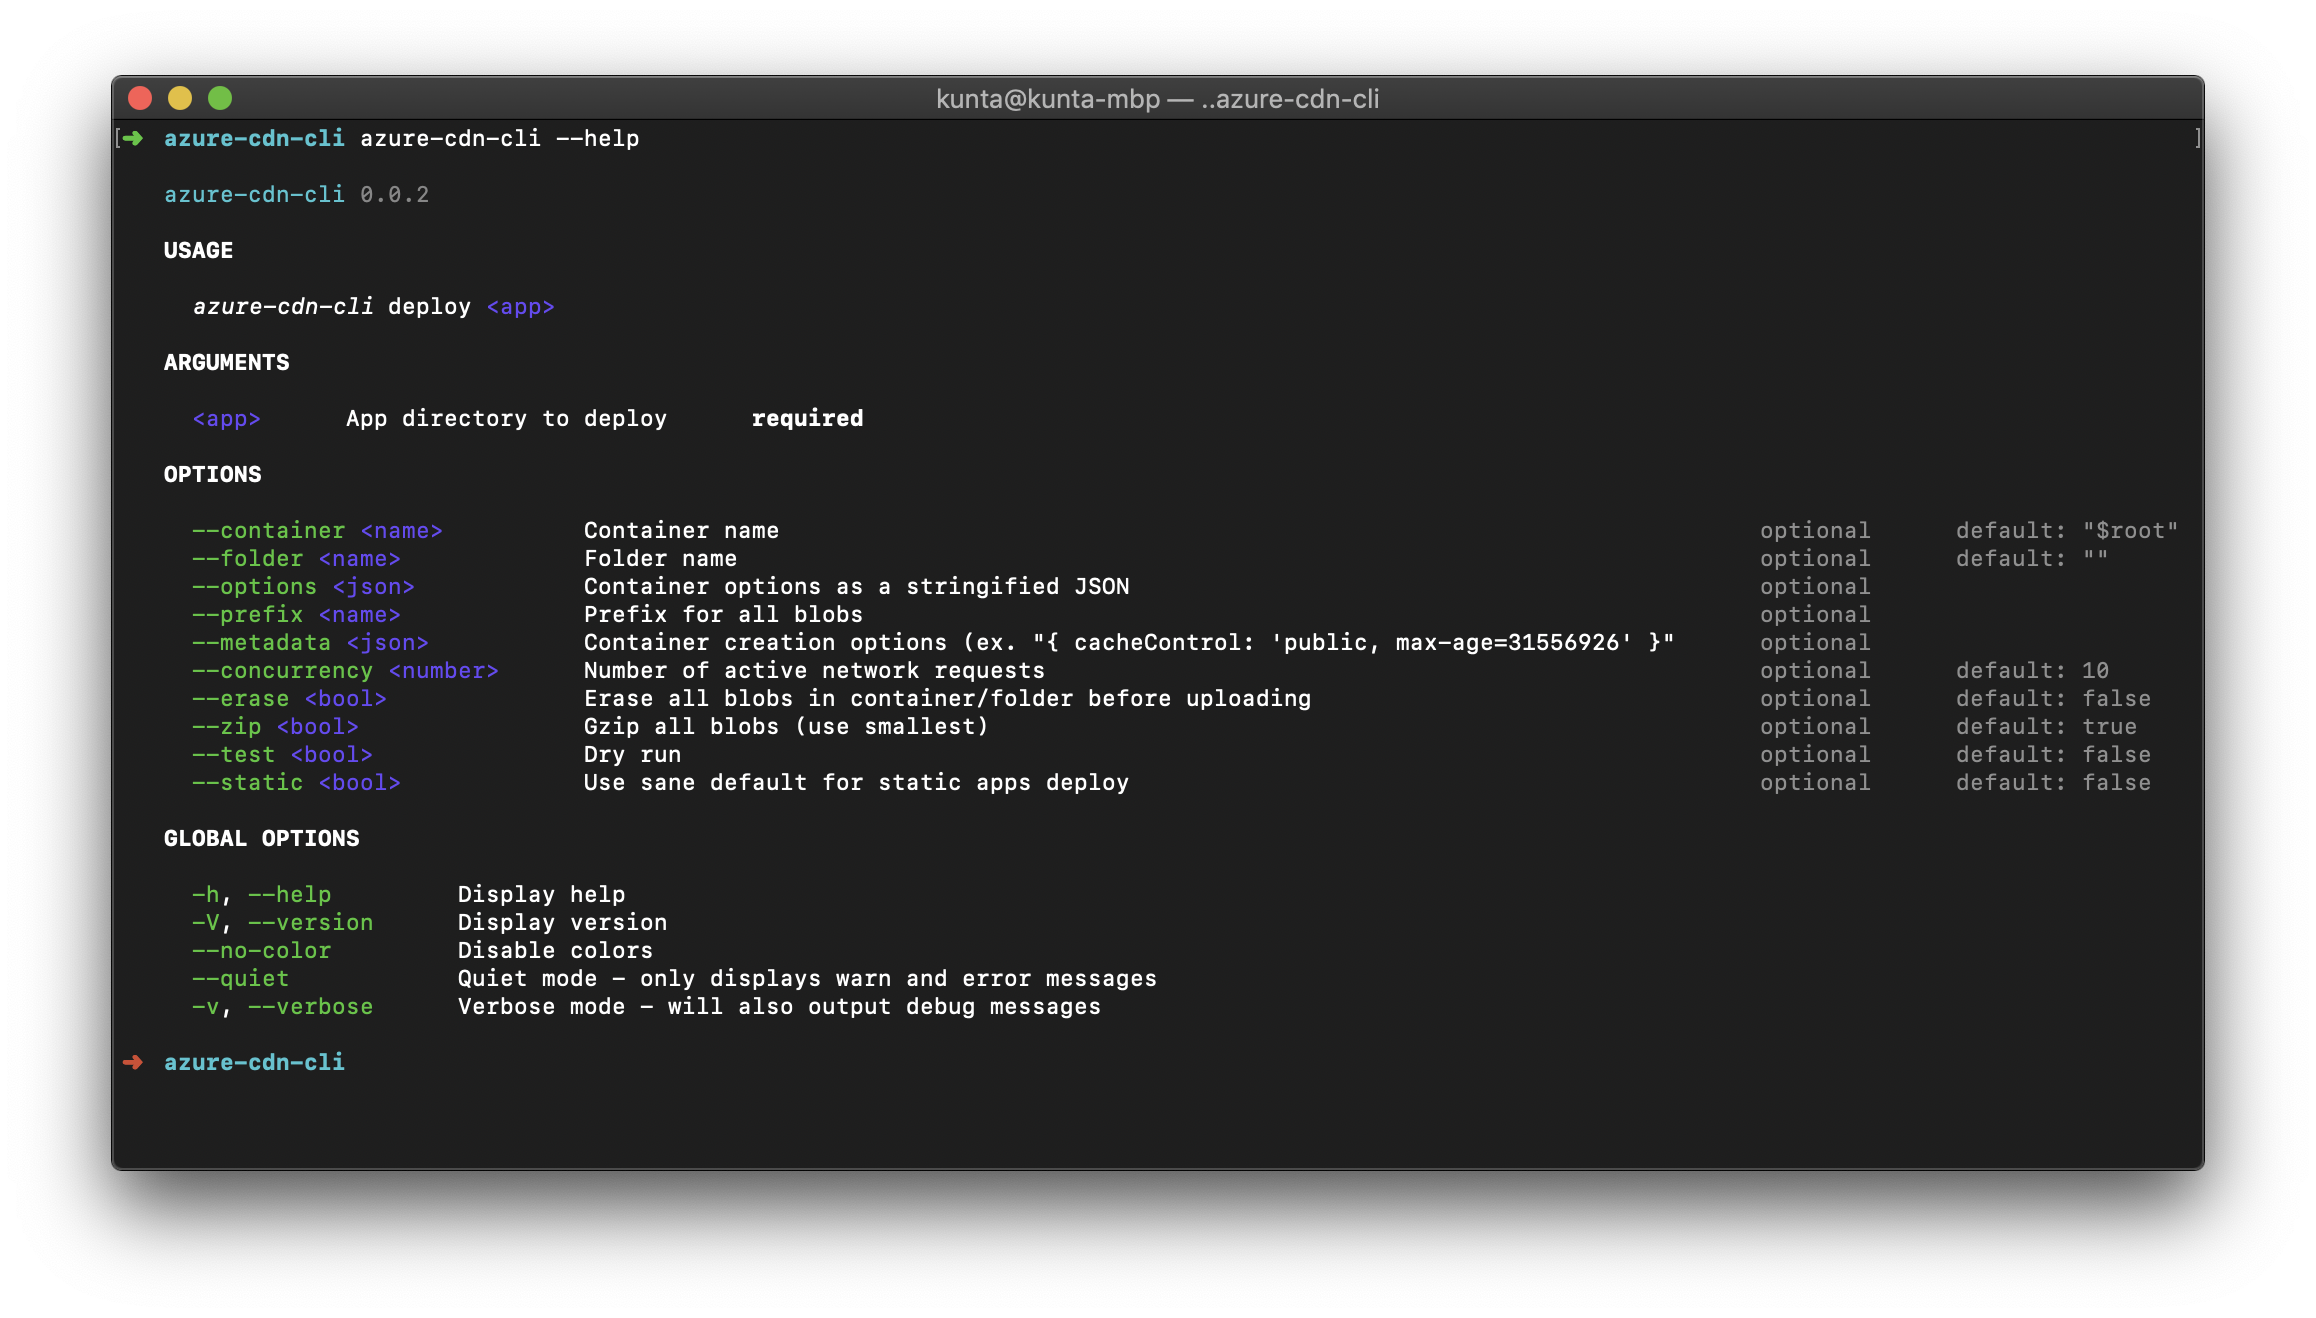 kunta@kunta-mbp — ..azure-cdn-cli
[➜ azure-cdn-cli azure-cdn-cli --help ]
azure-cdn-cli 0.0.2
USAGE
azure-cdn-cli deploy <app>
ARGUMENTS
<app> App directory to deploy required
OPTIONS
--container <name> Container name optional default: "$root"
--folder <name> Folder name optional default: ""
--options <json> Container options as a stringified JSON optional
--prefix <name> Prefix for all blobs optional
--metadata <json> Container creation options (ex. "{ cacheControl: 'public, max-age=31556926' }" optional
--concurrency <number> Number of active network requests optional default: 10
--erase <bool> Erase all blobs in container/folder before uploading optional default: false
--zip <bool> Gzip all blobs (use smallest) optional default: true
--test <bool> Dry run optional default: false
--static <bool> Use sane default for static apps deploy optional default: false
GLOBAL OPTIONS
-h, --help Display help
-V, --version Display version
--no-color Disable colors
--quiet Quiet mode - only displays warn and error messages
-v, --verbose Verbose mode - will also output debug messages
➜ azure-cdn-cli